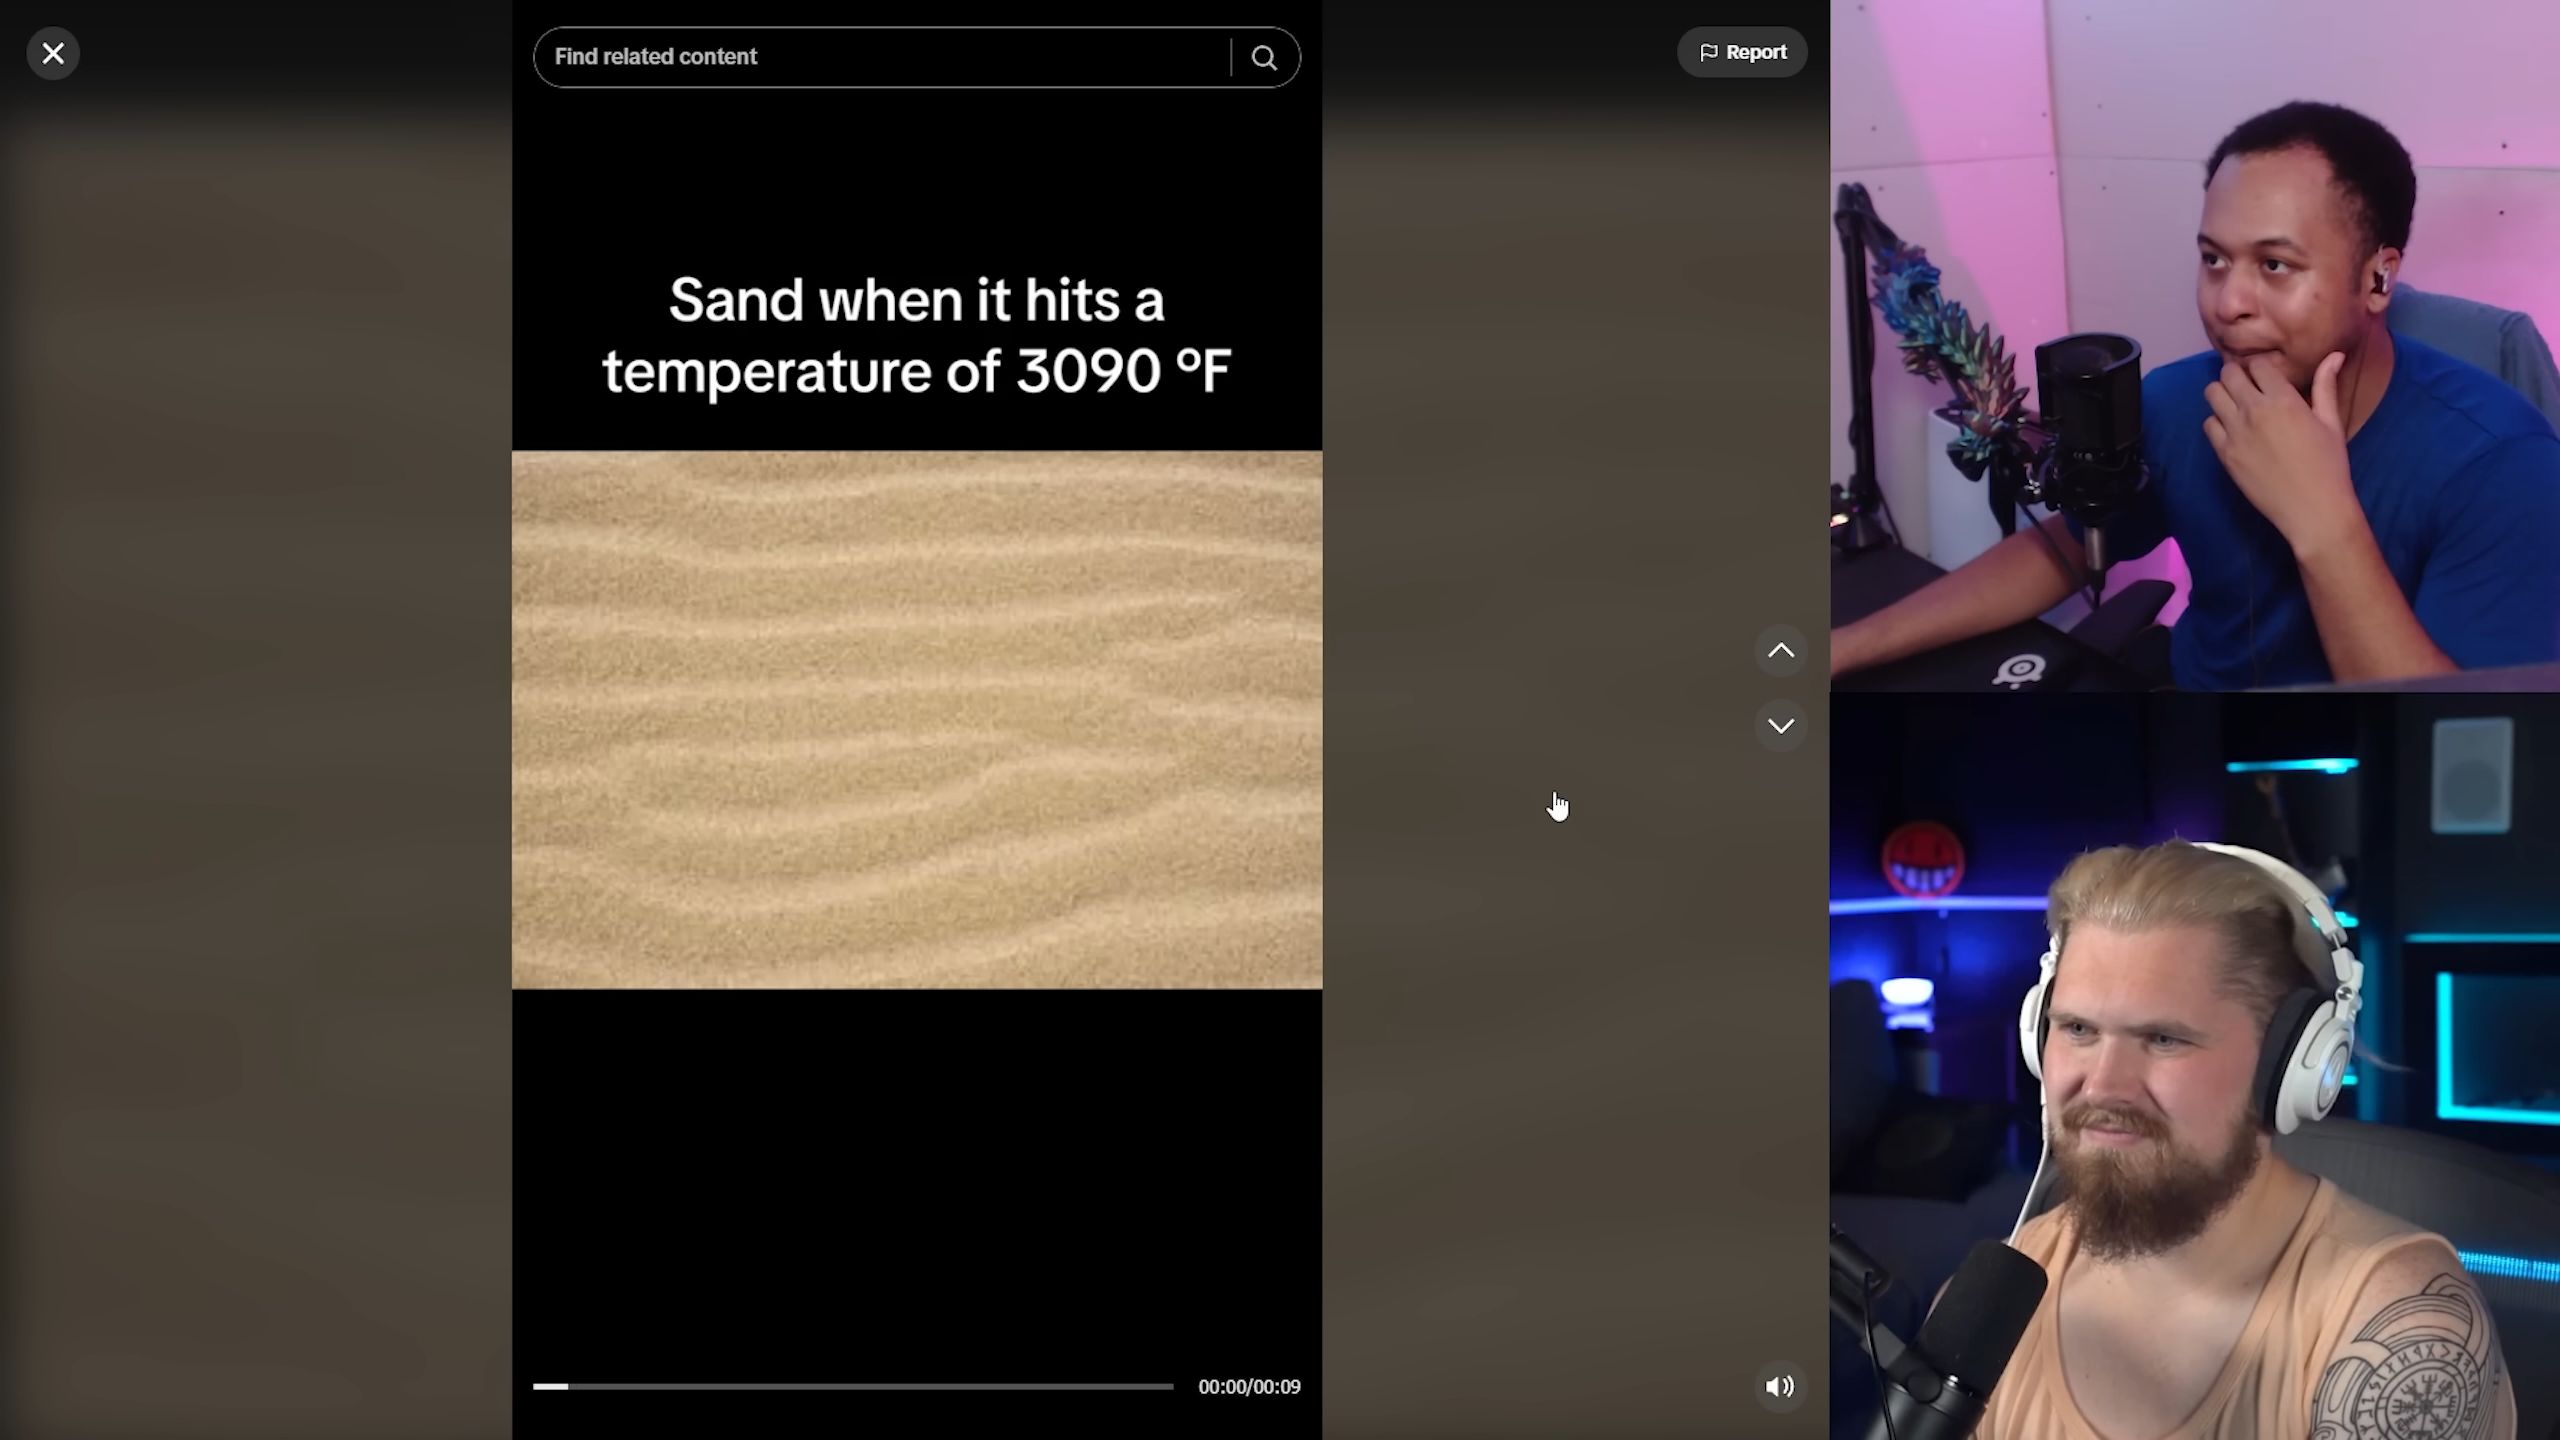 Find related content
Report
Sand when it hits a
temperature of 3090 °F
00:00/00:09